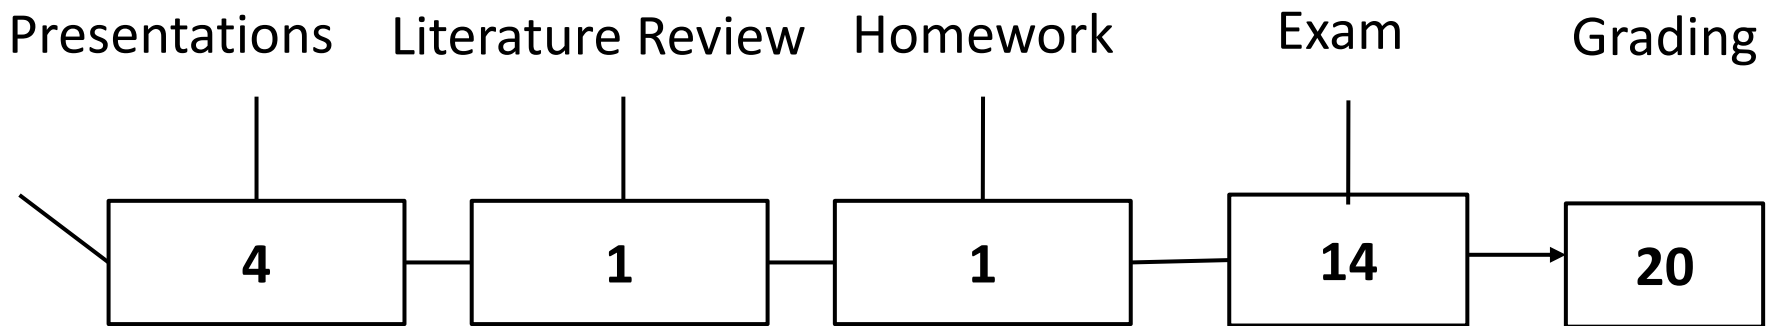 Presentations Literature Review Homework Exam Grading
4 1 1 14 20